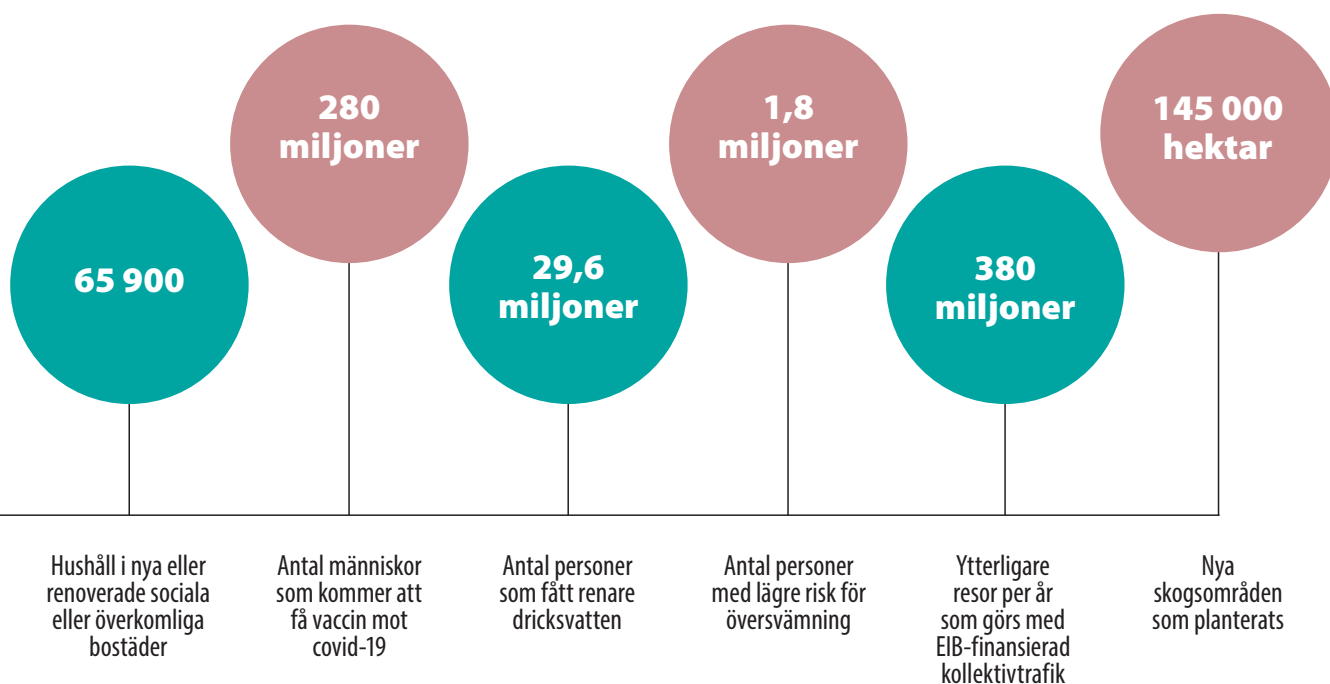 65 900
280
miljoner
29,6
miljoner
1,8
miljoner
380
miljoner
145 000
hektar
Hushåll i nya eller
renoverade sociala
eller överkomliga
bostäder
Antal människor
som kommer att
få vaccin mot
covid-19
Antal personer
som fått renare
dricksvatten
Antal personer
med lägre risk för
översvämning
Ytterligare
resor per år
som görs med
EIB-finansierad
kollektivtrafik
Nya
skogsområden
som planterats